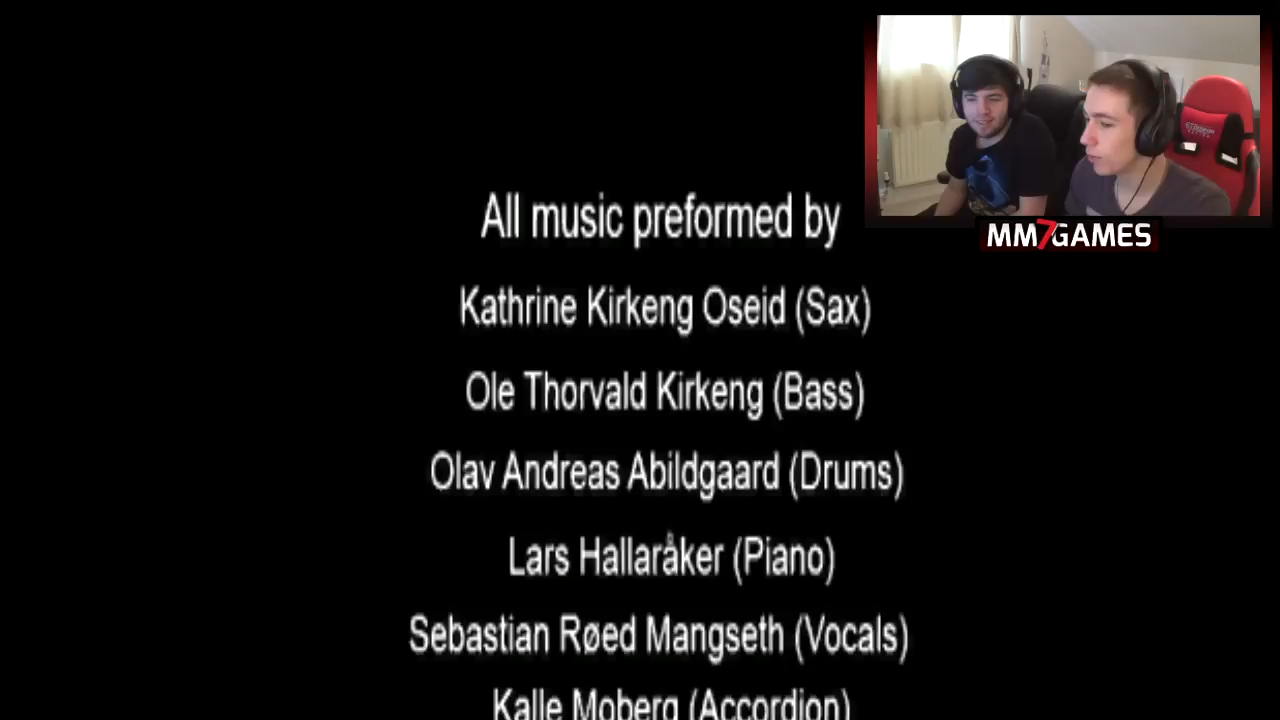 All music preformed by
Kathrine Kirkeng Oseid (Sax)
Ole Thorvald Kirkeng (Bass)
Olav Andreas Abildgaard (Drums)
Lars Hallaråker (Piano)
Sebastian Røed Mangseth (Vocals)
Kalle Moberg (Accordion)
MM7GAMES